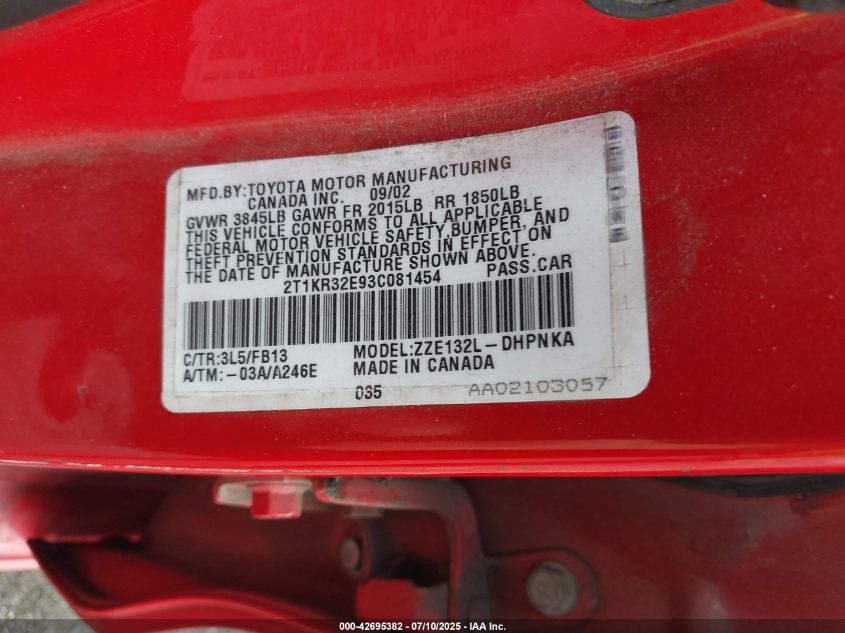 MFD.BY:TOYOTA MOTOR MANUFACTURING
CANADA INC. 09/02
GVWR 3845LB GAWR FR 2015LB RR 1850LB
THIS VEHICLE CONFORMS TO ALL APPLICABLE
FEDERAL MOTOR VEHICLE SAFETY,BUMPER, AND
THEFT PREVENTION STANDARDS IN EFFECT ON
THE DATE OF MANUFACTURE SHOWN ABOVE.
2T1KR32E93C081454 PASS.CAR
C/TR:3L5/FB13 MODEL:ZZE132L-DHPNKA
A/TM:-03A/A246E MADE IN CANADA
035 AA02103057
000-42695382 - 07/10/2025 - IAA Inc.